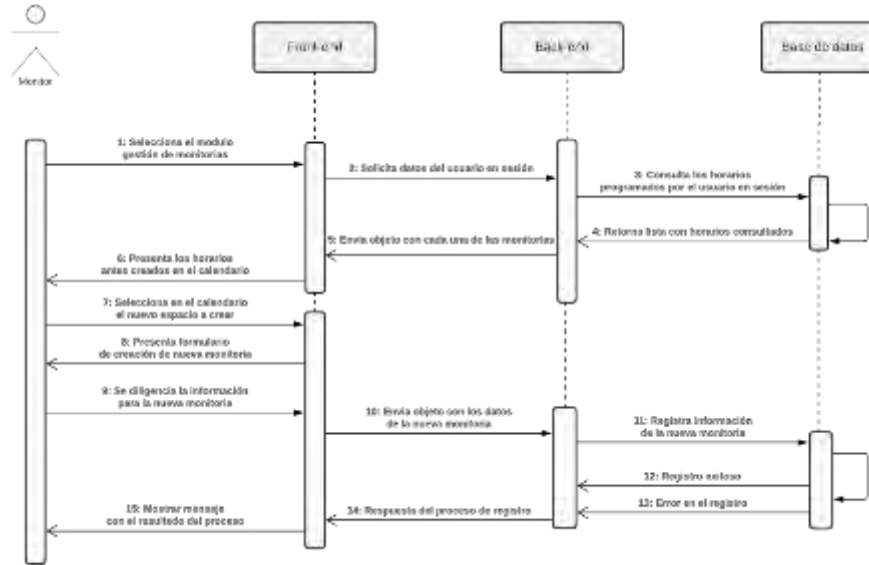 Front-end
Back-end
Base de datos
Monitor
1: Selecciona el modulo
gestión de monitorias
2: Solicita datos del usuario en sesión
3: Consulta los horarios
programados por el usuario en sesión
4: Retorna lista con horarios consultados
5: Envia objeto con cada una de las monitorias
6: Presenta los horarios
antes creados en el calendario
7: Selecciona en el calendario
el nuevo espacio a crear
8: Presenta formulario
de creación de nueva monitoria
9: Se diligencia la información
para la nueva monitoria
10: Envia objeto con los datos
de la nueva monitoria
11: Registra información
de la nueva monitoria
12: Registro exitoso
13: Error en el registro
14: Respuesta del proceso de registro
15: Mostrar mensaje
con el resultado del proceso